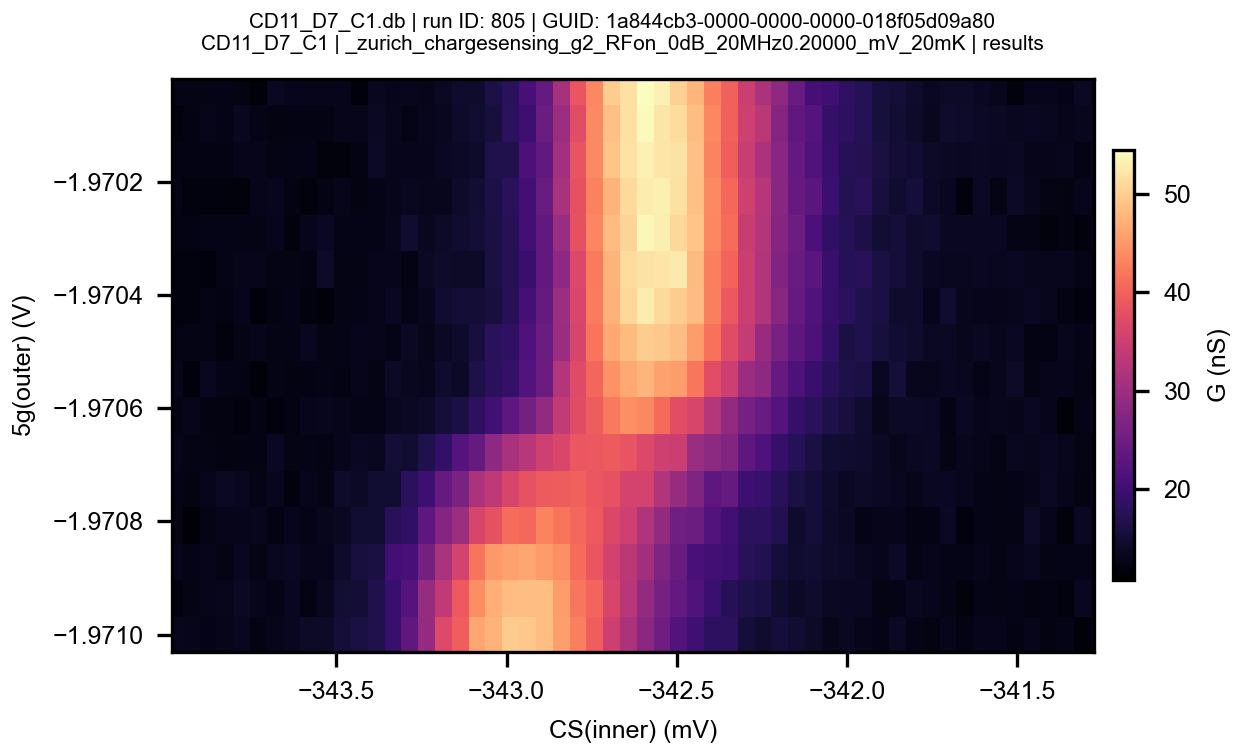 CD11_D7_C1.db | run ID: 805 | GUID: 1a844cb3-0000-0000-0000-018f05d09a80
CD11_D7_C1 | _zurich_chargesensing_g2_RFon_0dB_20MHz0.20000_mV_20mK | results
5g(outer) (V)
−1.9702
−1.9704
−1.9706
−1.9708
−1.9710
−343.5
−343.0
−342.5
−342.0
−341.5
CS(inner) (mV)
50
40
30
20
G (nS)